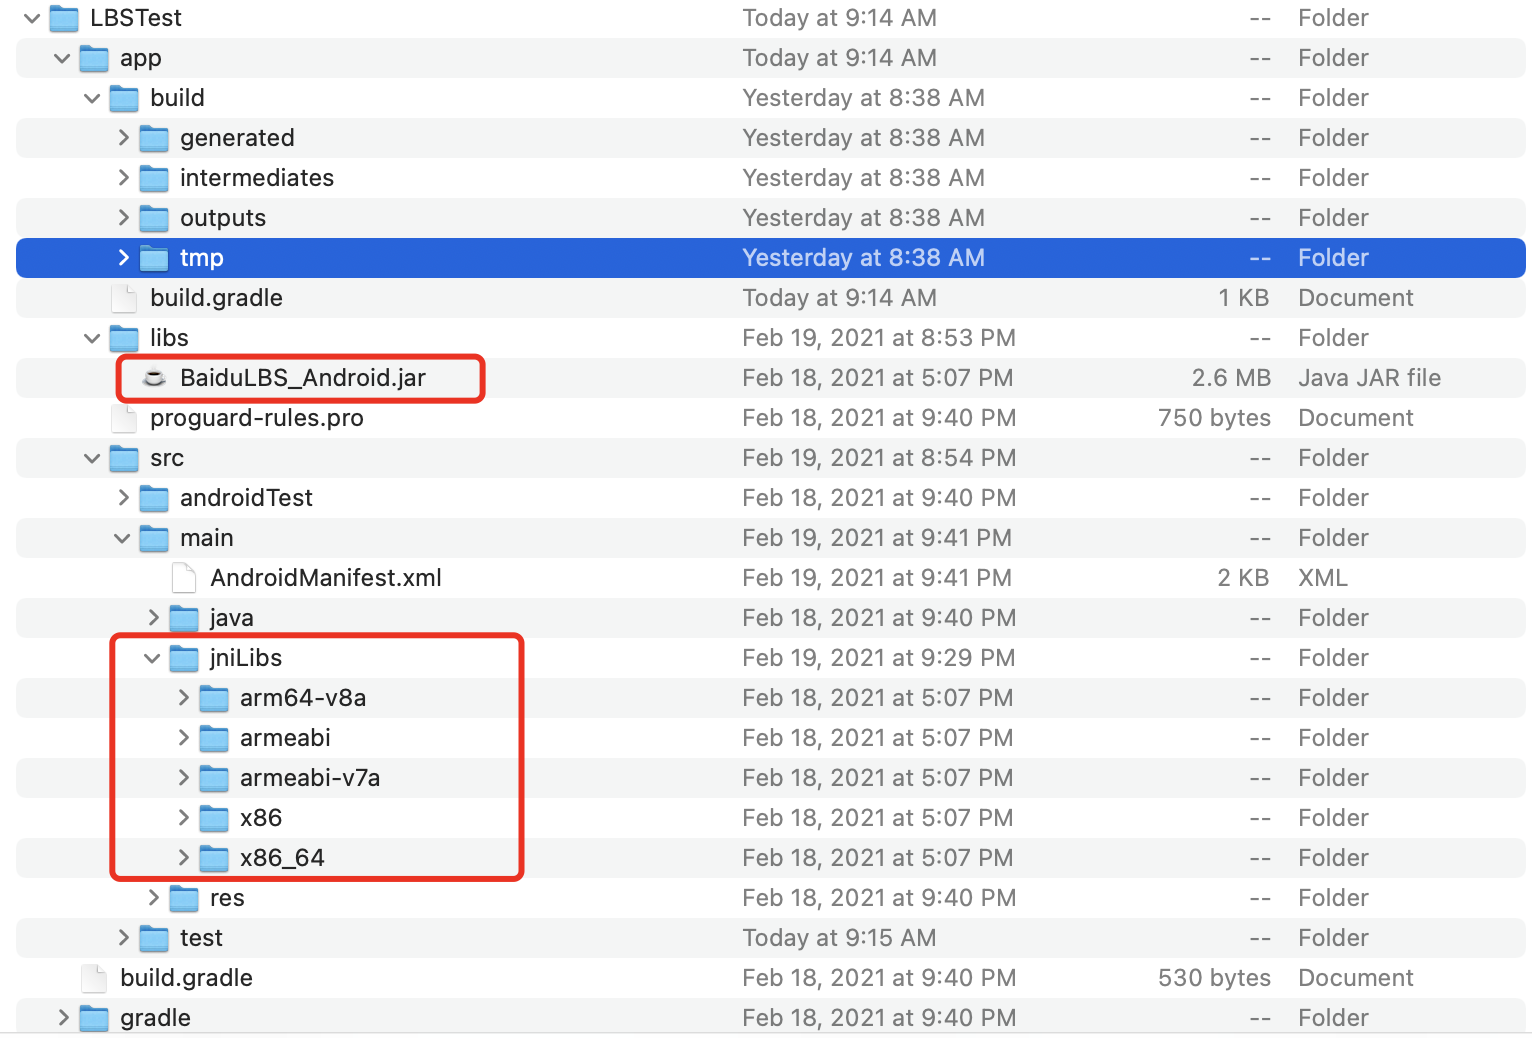 LBSTest Today at 9:14 AM -- Folder
app Today at 9:14 AM -- Folder
build Yesterday at 8:38 AM -- Folder
generated Yesterday at 8:38 AM -- Folder
intermediates Yesterday at 8:38 AM -- Folder
outputs Yesterday at 8:38 AM -- Folder
tmp Yesterday at 8:38 AM -- Folder
build.gradle Today at 9:14 AM 1 KB Document
libs Feb 19, 2021 at 8:53 PM -- Folder
BaiduLBS_Android.jar Feb 18, 2021 at 5:07 PM 2.6 MB Java JAR file
proguard-rules.pro Feb 18, 2021 at 9:40 PM 750 bytes Document
src Feb 19, 2021 at 8:54 PM -- Folder
androidTest Feb 18, 2021 at 9:40 PM -- Folder
main Feb 19, 2021 at 9:41 PM -- Folder
AndroidManifest.xml Feb 19, 2021 at 9:41 PM 2 KB XML
java Feb 18, 2021 at 9:40 PM -- Folder
jniLibs Feb 19, 2021 at 9:29 PM -- Folder
arm64-v8a Feb 18, 2021 at 5:07 PM -- Folder
armeabi Feb 18, 2021 at 5:07 PM -- Folder
armeabi-v7a Feb 18, 2021 at 5:07 PM -- Folder
x86 Feb 18, 2021 at 5:07 PM -- Folder
x86_64 Feb 18, 2021 at 5:07 PM -- Folder
res Feb 18, 2021 at 9:40 PM -- Folder
test Today at 9:15 AM -- Folder
build.gradle Feb 18, 2021 at 9:40 PM 530 bytes Document
gradle Feb 18, 2021 at 9:40 PM -- Folder